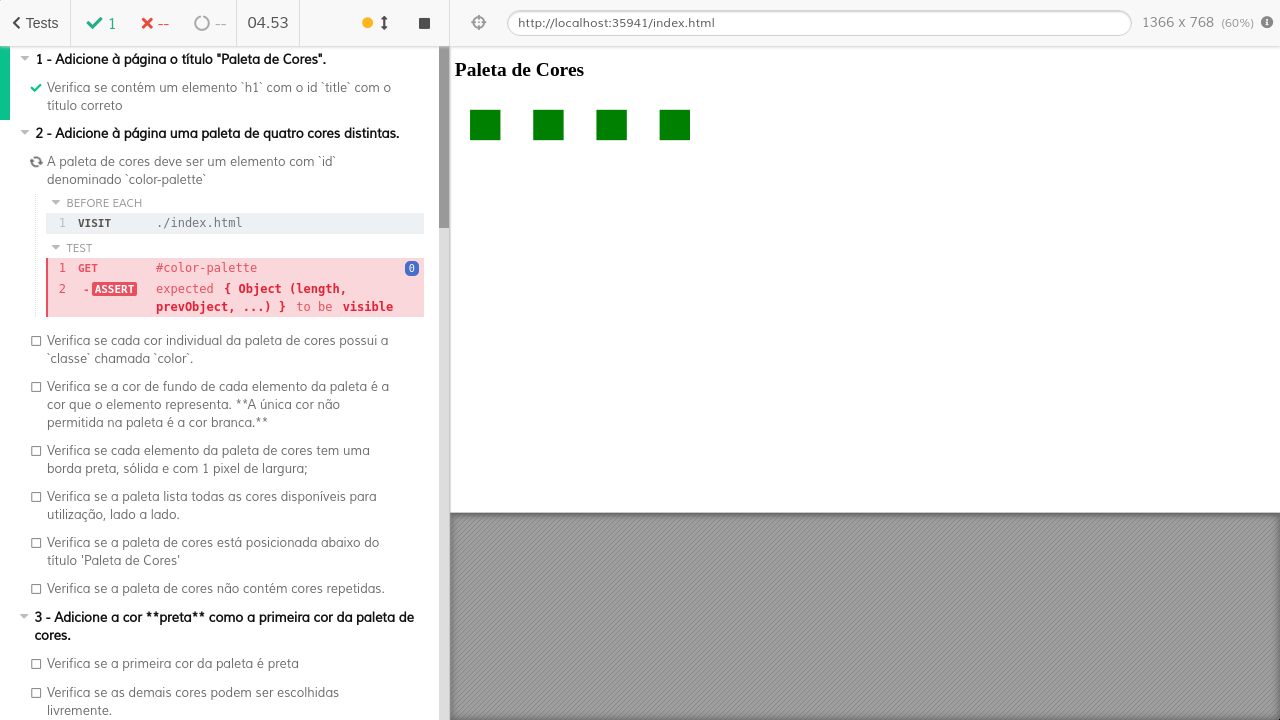 Tests
1
--
--
04.53
http://localhost:35941/index.html
1366 x 768 (60%)
1 - Adicione à página o título "Paleta de Cores".
Verifica se contém um elemento `h1` com o id `title` com o
título correto
2 - Adicione à página uma paleta de quatro cores distintas.
A paleta de cores deve ser um elemento com `id`
denominado `color-palette`
BEFORE EACH
1 VISIT ./index.html
TEST
1 GET #color-palette 0
2 -ASSERT expected { Object (length,
prevObject, ...) } to be visible
Verifica se cada cor individual da paleta de cores possui a
`classe` chamada `color`.
Verifica se a cor de fundo de cada elemento da paleta é a
cor que o elemento representa. **A única cor não
permitida na paleta é a cor branca.**
Verifica se cada elemento da paleta de cores tem uma
borda preta, sólida e com 1 pixel de largura;
Verifica se a paleta lista todas as cores disponíveis para
utilização, lado a lado.
Verifica se a paleta de cores está posicionada abaixo do
título 'Paleta de Cores'
Verifica se a paleta de cores não contém cores repetidas.
3 - Adicione a cor **preta** como a primeira cor da paleta de
cores.
Verifica se a primeira cor da paleta é preta
Verifica se as demais cores podem ser escolhidas
livremente.
Paleta de Cores